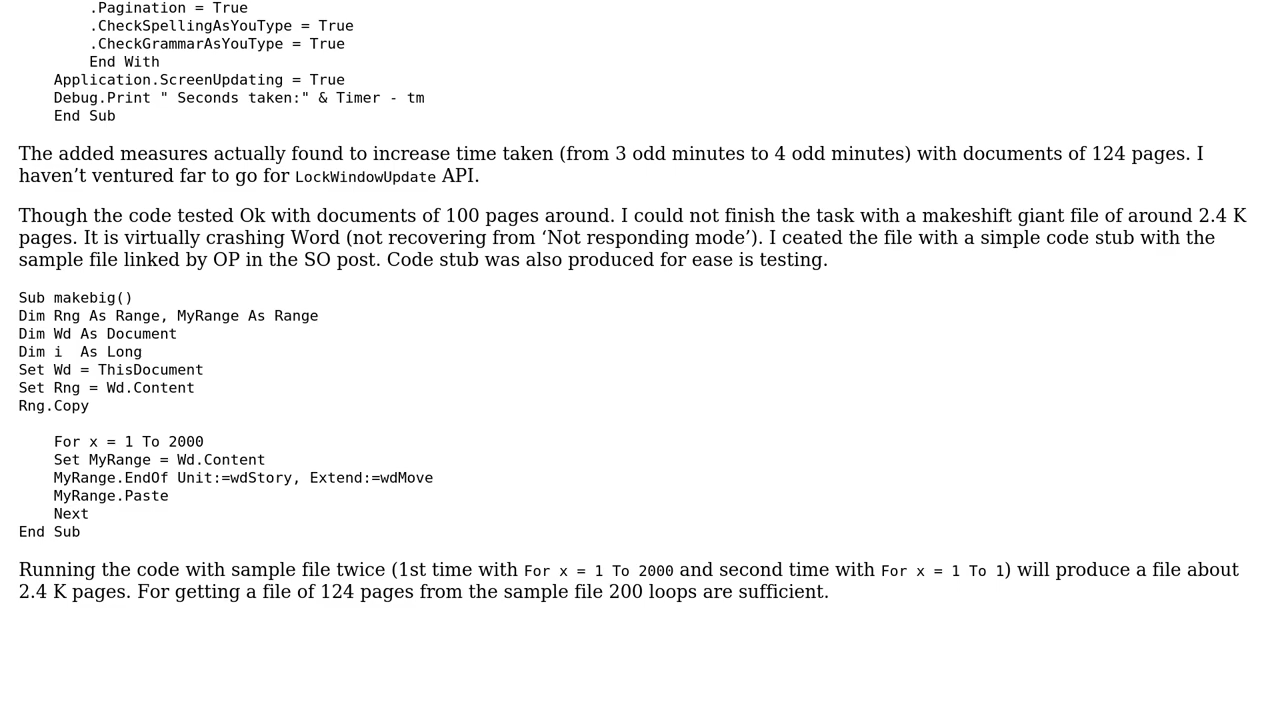 .Pagination = True
.CheckSpellingAsYouType = True
.CheckGrammarAsYouType = True
End With
Application.ScreenUpdating = True
Debug.Print " Seconds taken:" & Timer - tm
End Sub
The added measures actually found to increase time taken (from 3 odd minutes to 4 odd minutes) with documents of 124 pages. I
haven’t ventured far to go for LockWindowUpdate API.
Though the code tested Ok with documents of 100 pages around. I could not finish the task with a makeshift giant file of around 2.4 K
pages. It is virtually crashing Word (not recovering from ‘Not responding mode’). I ceated the file with a simple code stub with the
sample file linked by OP in the SO post. Code stub was also produced for ease is testing.
Sub makebig()
Dim Rng As Range, MyRange As Range
Dim Wd As Document
Dim i  As Long
Set Wd = ThisDocument
Set Rng = Wd.Content
Rng.Copy
For x = 1 To 2000
Set MyRange = Wd.Content
MyRange.EndOf Unit:=wdStory, Extend:=wdMove
MyRange.Paste
Next
End Sub
Running the code with sample file twice (1st time with For x = 1 To 2000 and second time with For x = 1 To 1) will produce a file about
2.4 K pages. For getting a file of 124 pages from the sample file 200 loops are sufficient.